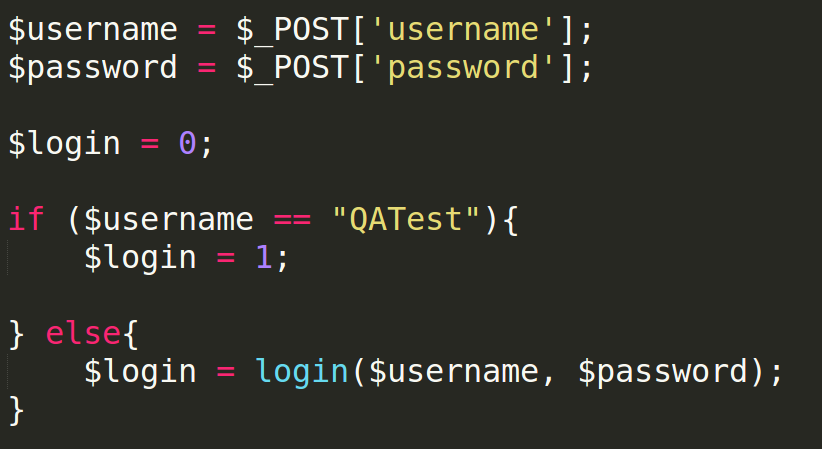 $username = $_POST['username'];
$password = $_POST['password'];
$login = 0;
if ($username == "QATest"){
    $login = 1;
} else{
    $login = login($username, $password);
}